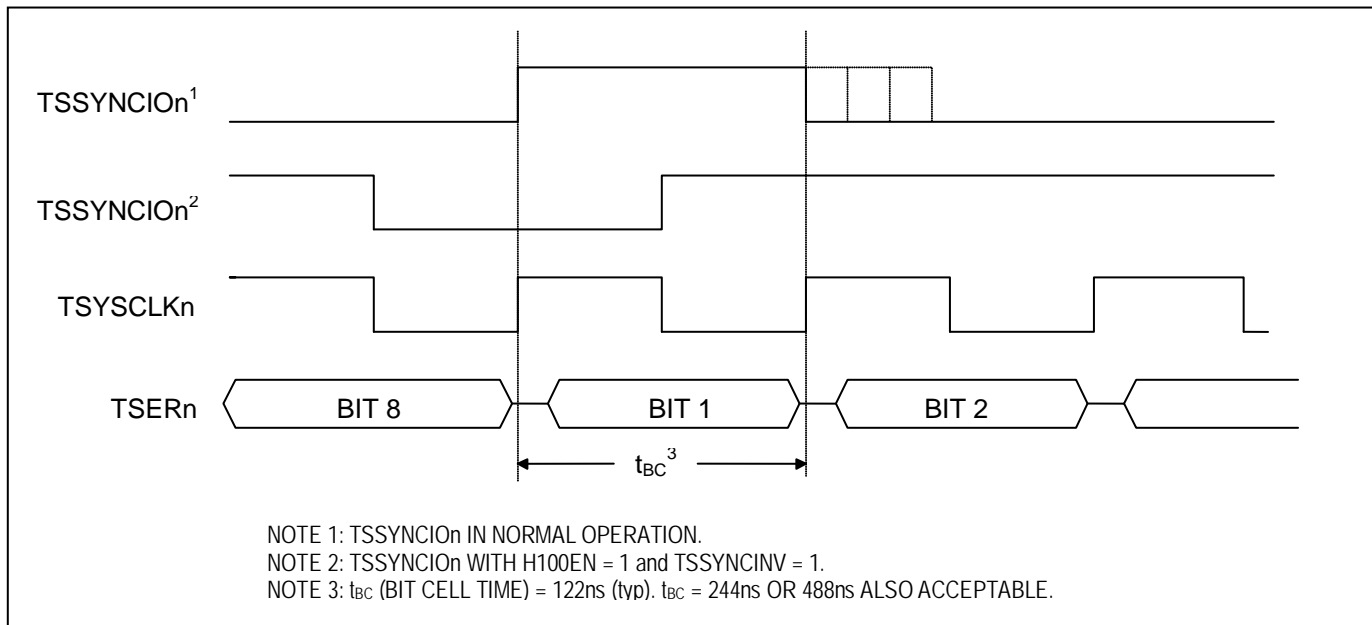 TSSYNCIOn¹
TSSYNCIOn²
TSYSCLKn
TSERn
BIT 8
BIT 1
BIT 2
tBC³
NOTE 1: TSSYNCIOn IN NORMAL OPERATION.
NOTE 2: TSSYNCIOn WITH H100EN = 1 and TSSYNCINV = 1.
NOTE 3: tBC (BIT CELL TIME) = 122ns (typ). tBC = 244ns OR 488ns ALSO ACCEPTABLE.